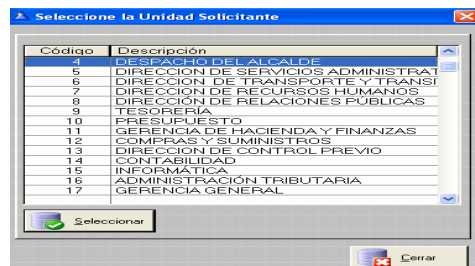 Seleccione la Unidad Solicitante
Código Descripción
4 DESPACHO DEL ALCALDE
5 DIRECCION DE SERVICIOS ADMINISTRAT
6 DIRECCION DE TRANSPORTE Y TRANSI
7 DIRECCION DE RECURSOS HUMANOS
8 DIRECCIÓN DE RELACIONES PÚBLICAS
9 TESORERÍA
10 PRESUPUESTO
11 GERENCIA DE HACIENDA Y FINANZAS
12 COMPRAS Y SUMINISTROS
13 DIRECCION DE CONTROL PREVIO
14 CONTABILIDAD
15 INFORMÁTICA
16 ADMINISTRACIÓN TRIBUTARIA
17 GERENCIA GENERAL
Seleccionar
Cerrar